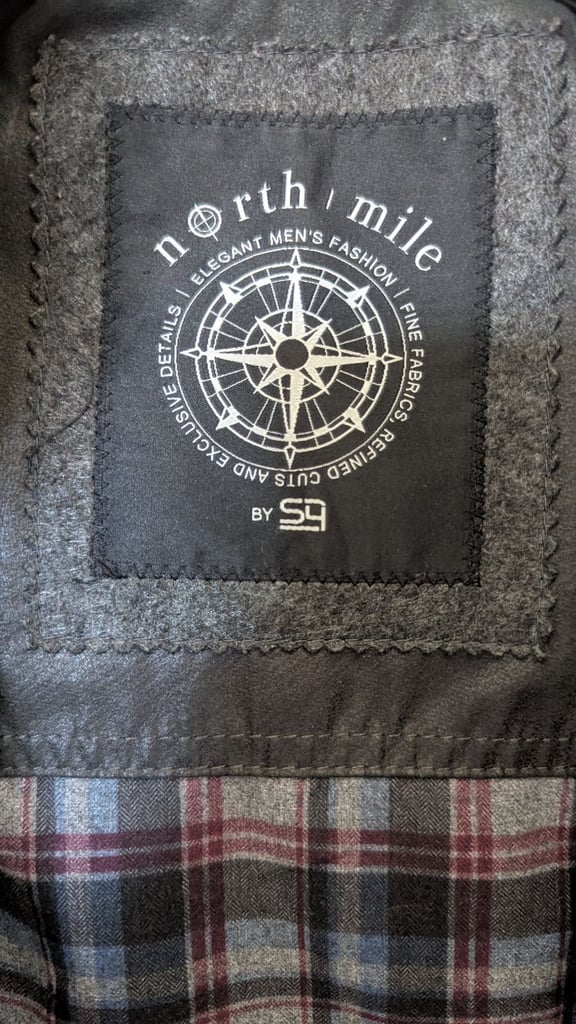 north | mile
ELEGANT MEN'S FASHION | FINE FABRICS, REFINED CUTS AND EXCLUSIVE DETAILS |
BY S4